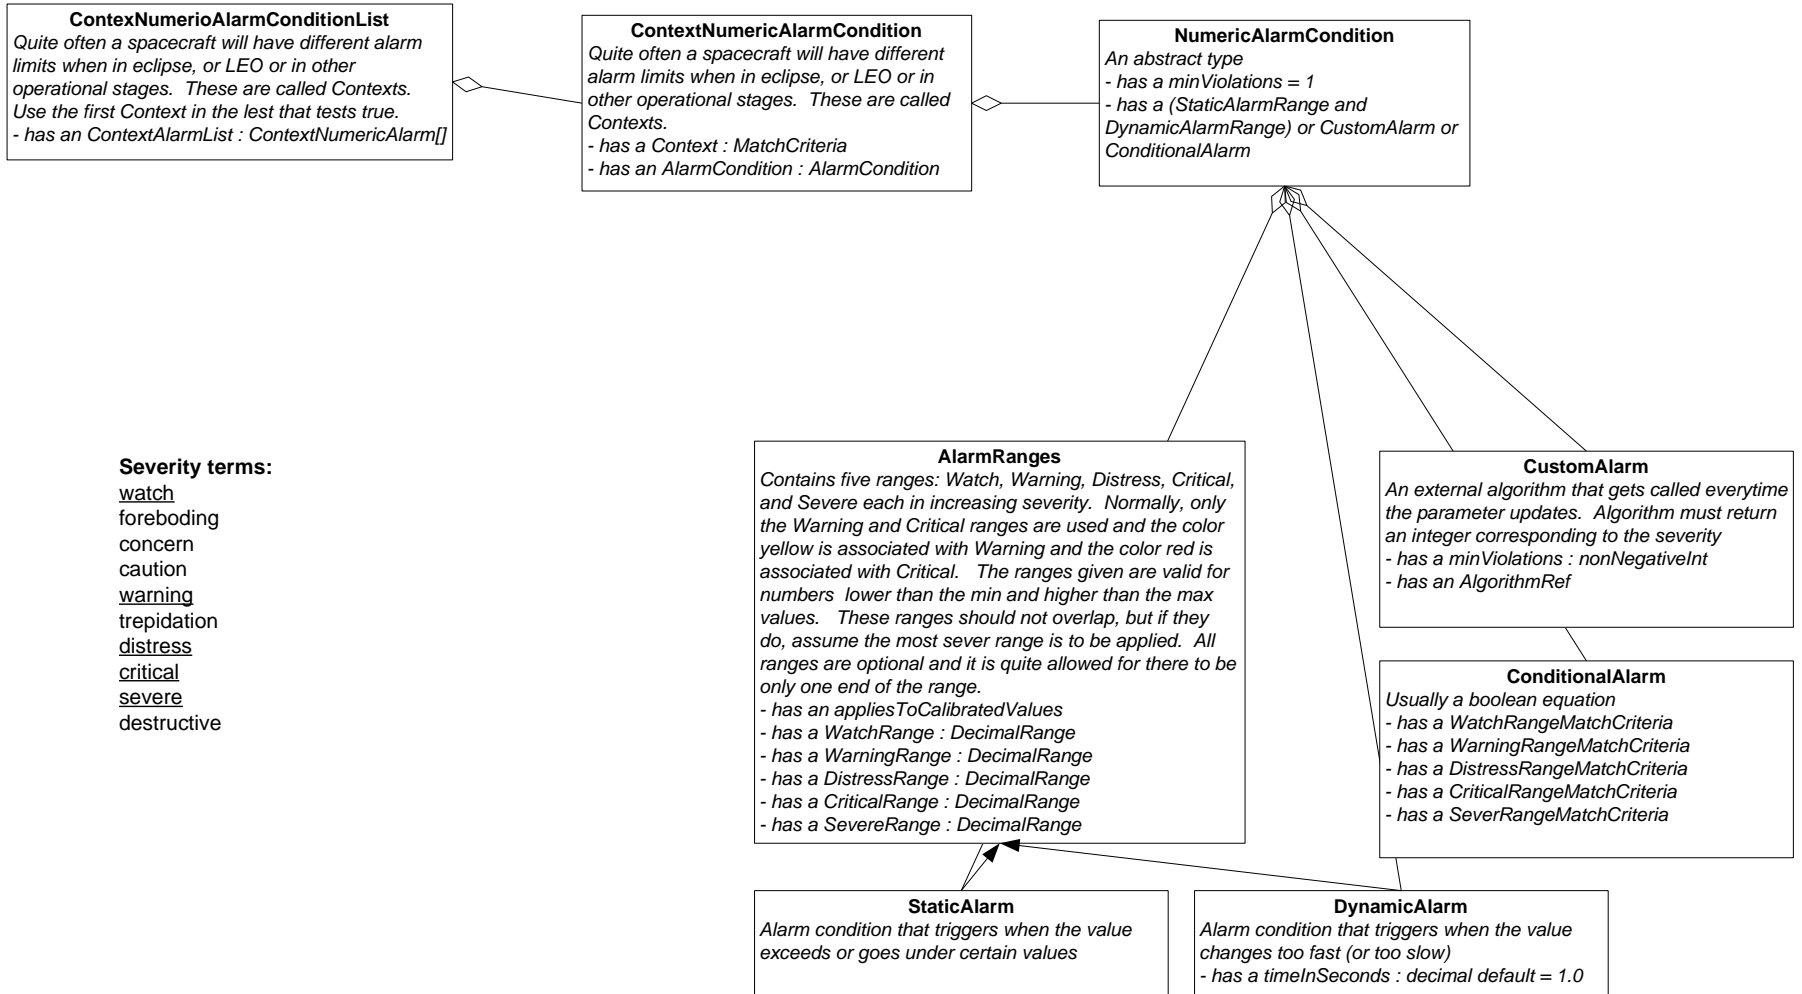 ContexNumerioAlarmConditionList
Quite often a spacecraft will have different alarm
limits when in eclipse, or LEO or in other
operational stages.  These are called Contexts.
Use the first Context in the lest that tests true.
- has an ContextAlarmList : ContextNumericAlarm[]
ContextNumericAlarmCondition
Quite often a spacecraft will have different
alarm limits when in eclipse, or LEO or in
other operational stages.  These are called
Contexts.
- has a Context : MatchCriteria
- has an AlarmCondition : AlarmCondition
NumericAlarmCondition
An abstract type
- has a minViolations = 1
- has a (StaticAlarmRange and
DynamicAlarmRange) or CustomAlarm or
ConditionalAlarm
Severity terms:
watch
foreboding
concern
caution
warning
trepidation
distress
critical
severe
destructive
AlarmRanges
Contains five ranges: Watch, Warning, Distress, Critical,
and Severe each in increasing severity.  Normally, only
the Warning and Critical ranges are used and the color
yellow is associated with Warning and the color red is
associated with Critical.   The ranges given are valid for
numbers  lower than the min and higher than the max
values.   These ranges should not overlap, but if they
do, assume the most sever range is to be applied.  All
ranges are optional and it is quite allowed for there to be
only one end of the range.
- has an appliesToCalibratedValues
- has a WatchRange : DecimalRange
- has a WarningRange : DecimalRange
- has a DistressRange : DecimalRange
- has a CriticalRange : DecimalRange
- has a SevereRange : DecimalRange
CustomAlarm
An external algorithm that gets called everytime
the parameter updates.  Algorithm must return
an integer corresponding to the severity
- has a minViolations : nonNegativeInt
- has an AlgorithmRef
ConditionalAlarm
Usually a boolean equation
- has a WatchRangeMatchCriteria
- has a WarningRangeMatchCriteria
- has a DistressRangeMatchCriteria
- has a CriticalRangeMatchCriteria
- has a SeverRangeMatchCriteria
StaticAlarm
Alarm condition that triggers when the value
exceeds or goes under certain values
DynamicAlarm
Alarm condition that triggers when the value
changes too fast (or too slow)
- has a timeInSeconds : decimal default = 1.0